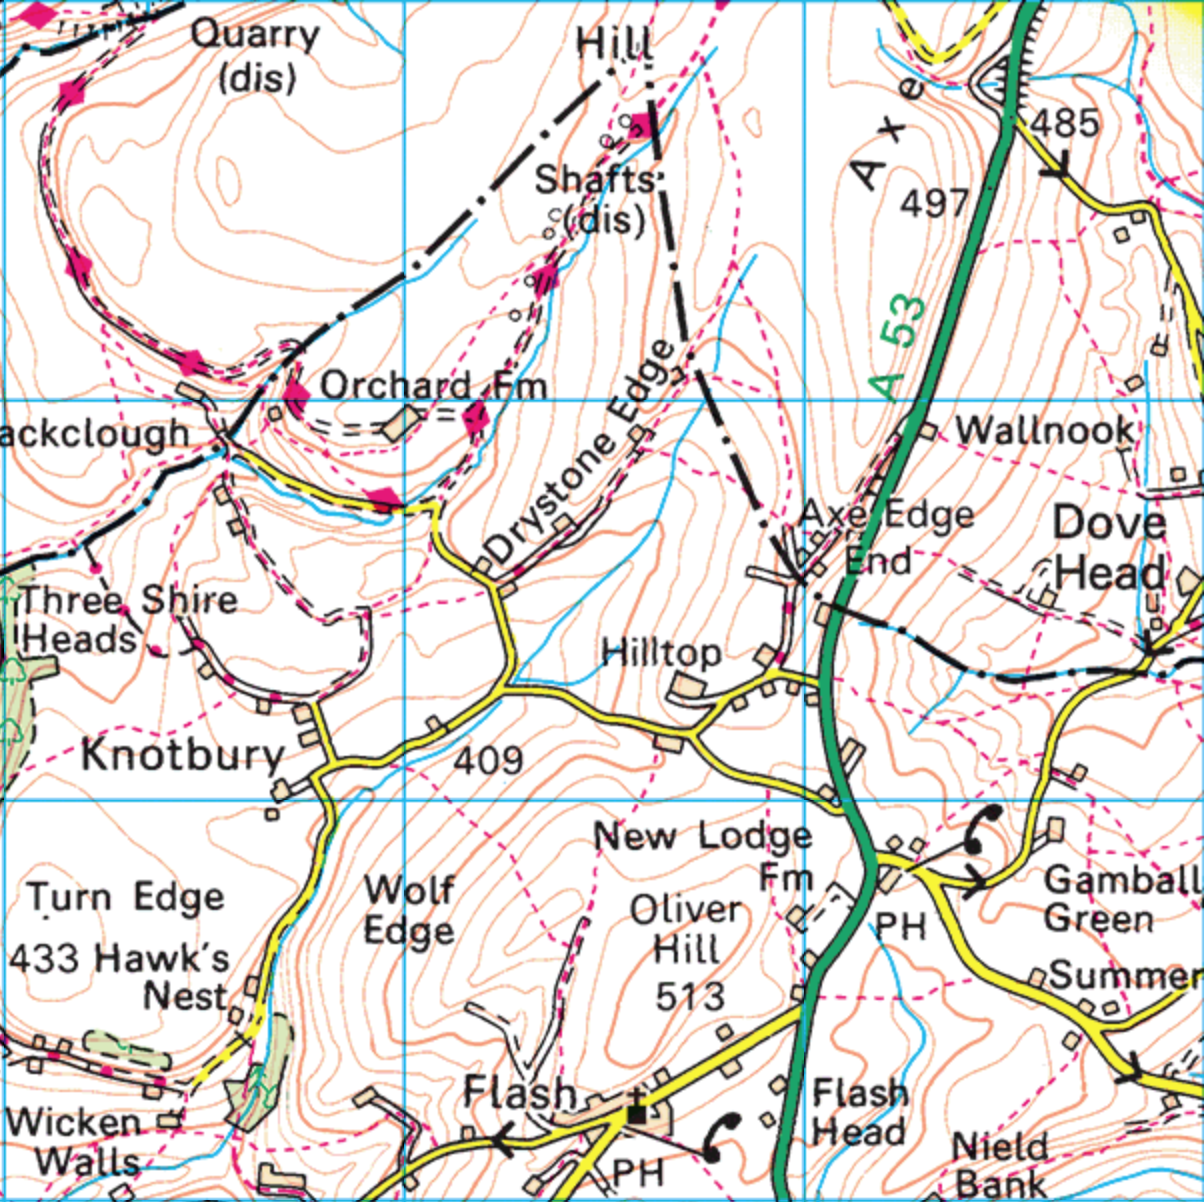 Quarry
(dis)
Hill
Axe
485
Shafts
(dis)
497
A 53
Orchard Fm
ackclough
Drystone Edge
Wallnook
Axe Edge
End
Dove
Head
Three Shire
Heads
Hilltop
Knotbury
409
New Lodge
Fm
Turn Edge
433
Hawk's
Nest
Wolf
Edge
Oliver
Hill
513
PH
Gamball
Green
Summer
Flash
Flash
Head
Wicken
Walls
PH
Nield
Bank